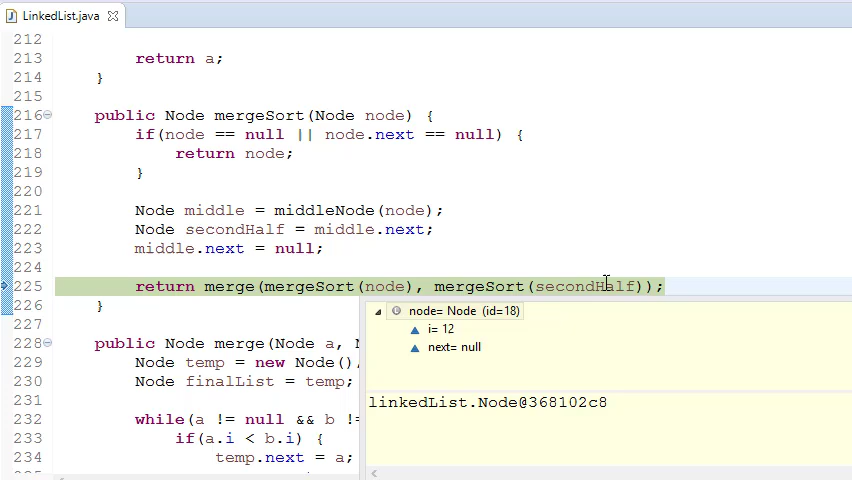 LinkedList.java
212
213 return a;
214 }
215
216 public Node mergeSort(Node node) {
217 if(node == null || node.next == null) {
218 return node;
219 }
220
221 Node middle = middleNode(node);
222 Node secondHalf = middle.next;
223 middle.next = null;
224
225 return merge(mergeSort(node), mergeSort(secondHalf));
226 }
node= Node (id=18)
227
i= 12
228 public Node merge(Node a, N
next= null
229 Node temp = new Node();
230 Node finalList = temp;
231
linkedList.Node@368102c8
232 while(a != null && b !=
233 if(a.i < b.i) {
234 temp.next = a;